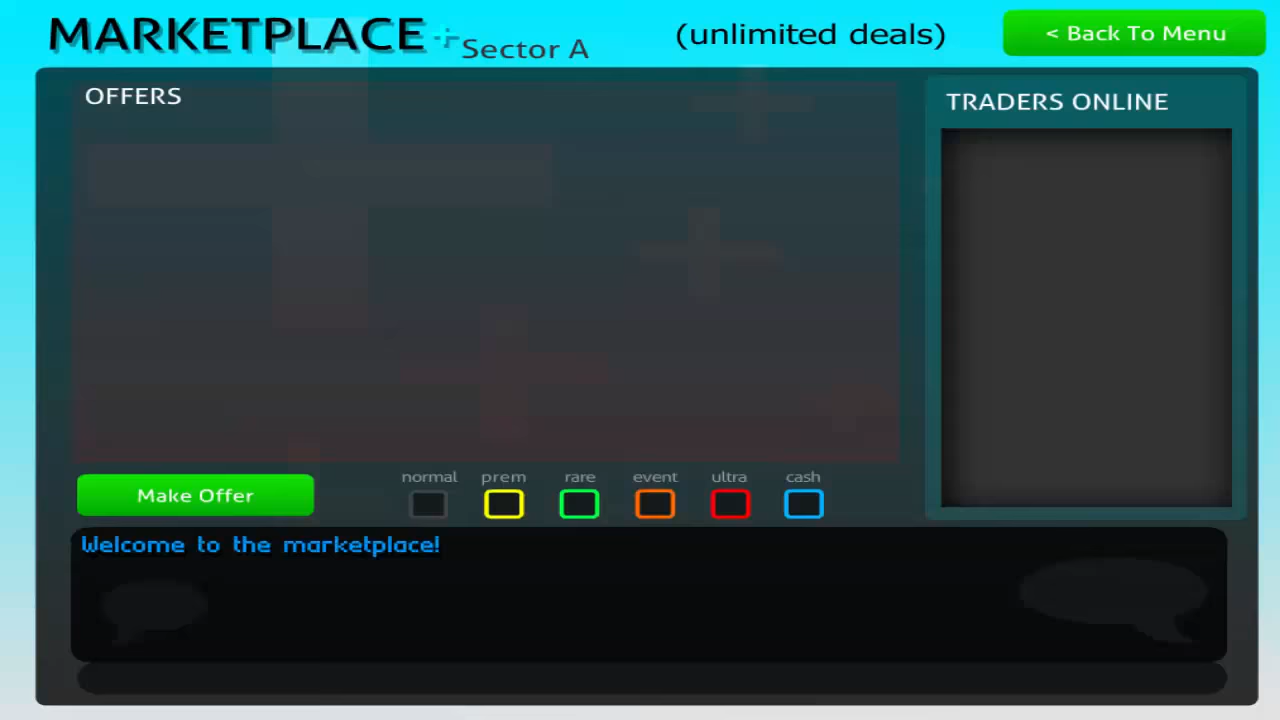 MARKETPLACE
Sector A
(unlimited deals)
< Back To Menu
OFFERS
TRADERS ONLINE
normal
prem
rare
event
ultra
cash
Make Offer
Welcome to the marketplace!